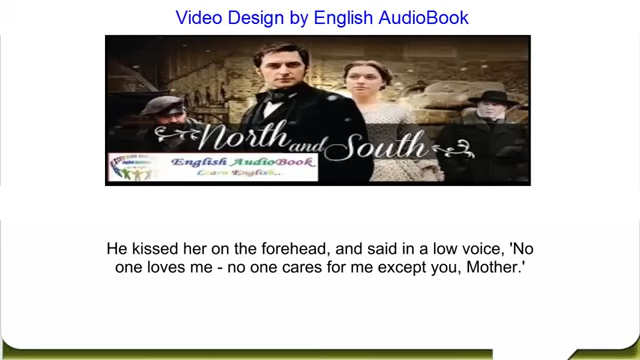 Video Design by English AudioBook
North and South
English AudioBook
Learn English...
He kissed her on the forehead, and said in a low voice, 'No
one loves me - no one cares for me except you, Mother.'